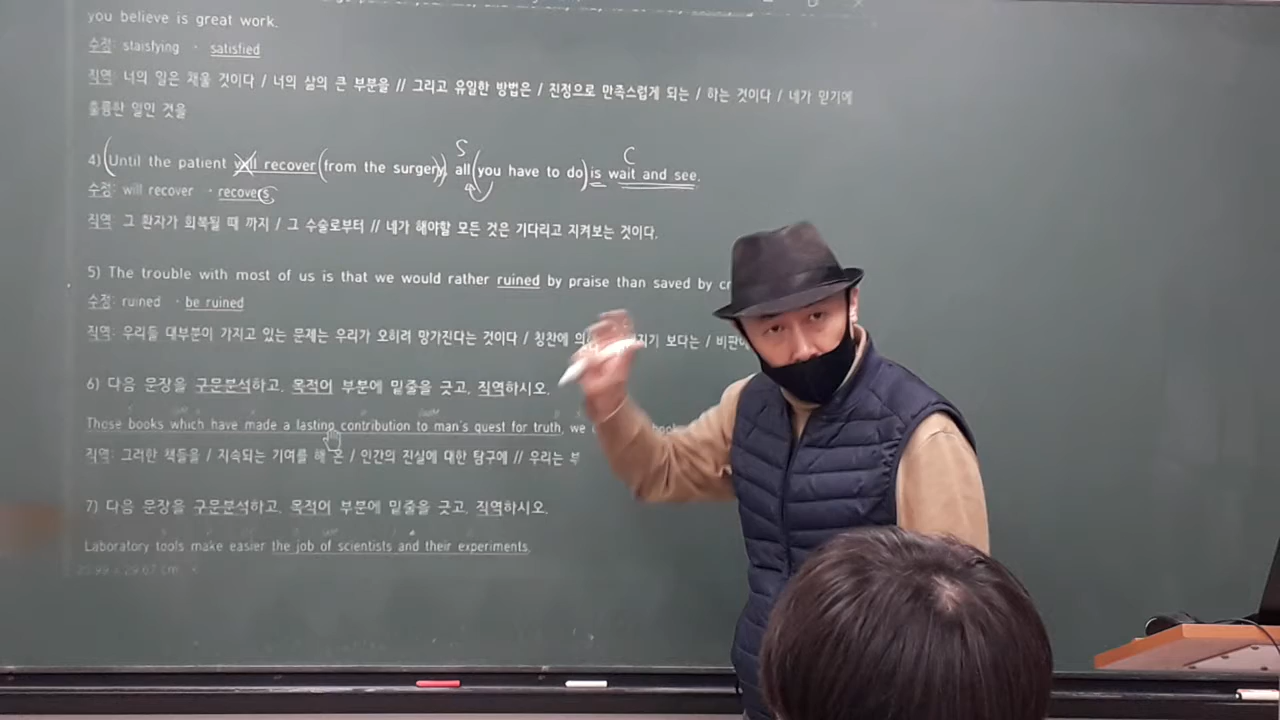 you believe is great work.
수정: staisfying · satisfied
직역: 너의 일은 채울 것이다 / 너의 삶의 큰 부분을 // 그리고 유일한 방법은 / 진정으로 만족스럽게 되는 / 하는 것이다 / 네가 믿기에
훌륭한 일인 것을
S C
4) (Until the patient will recover (from the surgery)), all (you have to do) is wait and see.
수정: will recover · recovers
직역: 그 환자가 회복될 때 까지 / 그 수술로부터 // 네가 해야할 모든 것은 기다리고 지켜보는 것이다.
5) The trouble with most of us is that we would rather ruined by praise than saved by
수정: ruined · be ruined
직역: 우리들 대부분이 가지고 있는 문제는 우리가 오히려 망가진다는 것이다 / 칭찬에 보다는 /
6) 다음 문장을 구문분석하고, 목적어 부분에 밑줄을 긋고, 직역하시오.
Those books which have made a lasting contribution to man's quest for truth, we
직역: 그러한 책들을 / 지속되는 기여를 해 온 / 인간의 진실에 대한 탐구에 // 우리는
7) 다음 문장을 구문분석하고, 목적어 부분에 밑줄을 긋고, 직역하시오.
Laboratory tools make easier the job of scientists and their experiments.